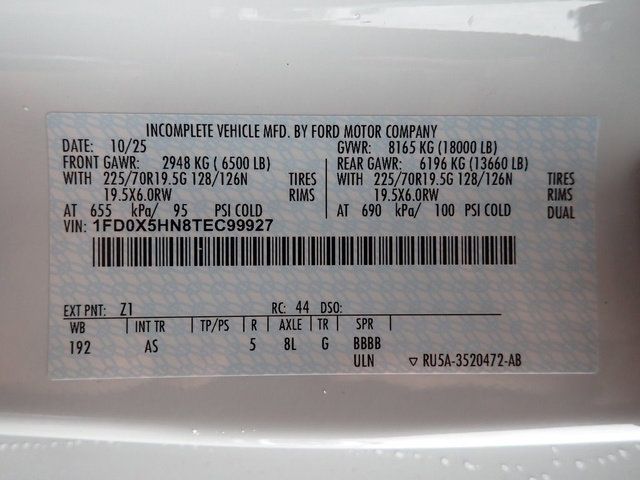 INCOMPLETE VEHICLE MFD. BY FORD MOTOR COMPANY
DATE: 10/25 GVWR: 8165 KG (18000 LB)
FRONT GAWR: 2948 KG ( 6500 LB) REAR GAWR: 6196 KG (13660 LB)
WITH 225/70R19.5G 128/126N TIRES WITH 225/70R19.5G 128/126N TIRES
19.5X6.0RW RIMS 19.5X6.0RW RIMS
AT 655 kPa/ 95 PSI COLD AT 690 kPa/ 100 PSI COLD DUAL
VIN: 1FD0X5HN8TEC99927
EXT PNT: Z1 RC: 44 DSO:
WB INT TR TP/PS R AXLE TR SPR
192 AS 5 8L G BBBB
ULN ▽ RU5A-3520472-AB